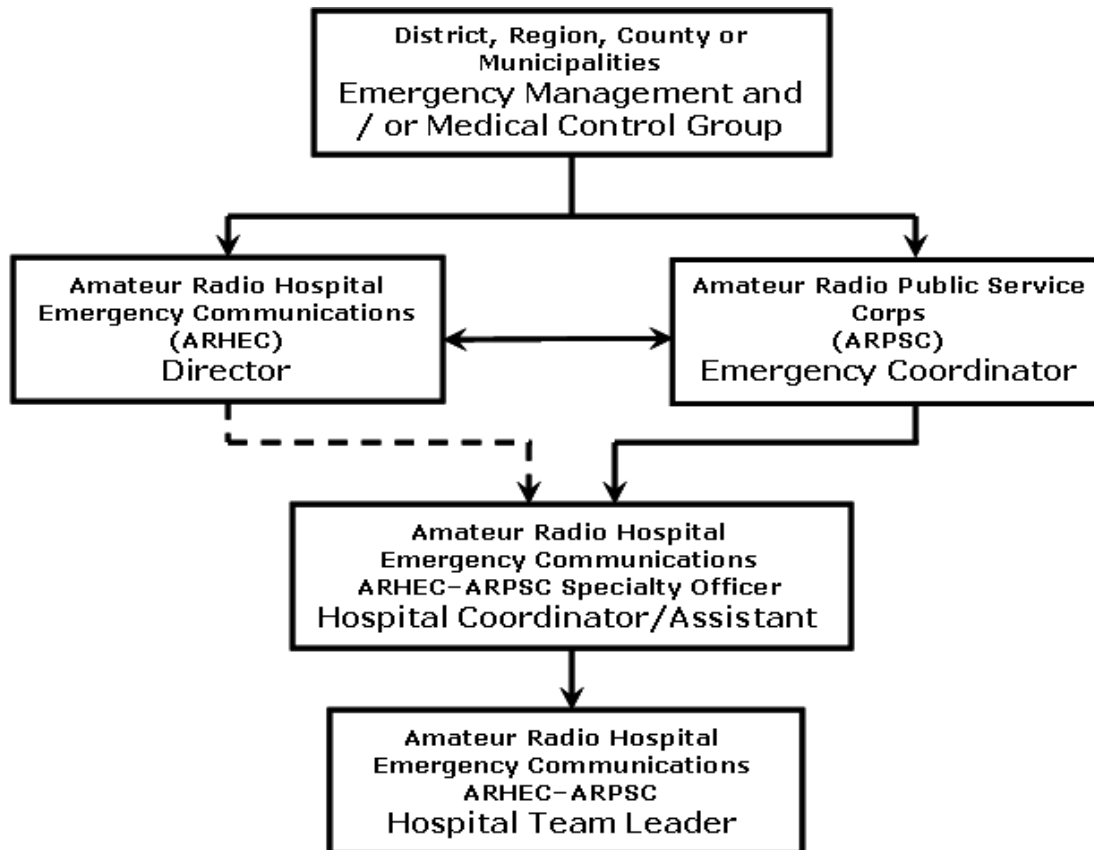 District, Region, County or
Municipalities
Emergency Management and
/ or Medical Control Group
Amateur Radio Hospital
Emergency Communications
(ARHEC)
Director
Amateur Radio Public Service
Corps
(ARPSC)
Emergency Coordinator
Amateur Radio Hospital
Emergency Communications
ARHEC-ARPSC Specialty Officer
Hospital Coordinator/Assistant
Amateur Radio Hospital
Emergency Communications
ARHEC-ARPSC
Hospital Team Leader